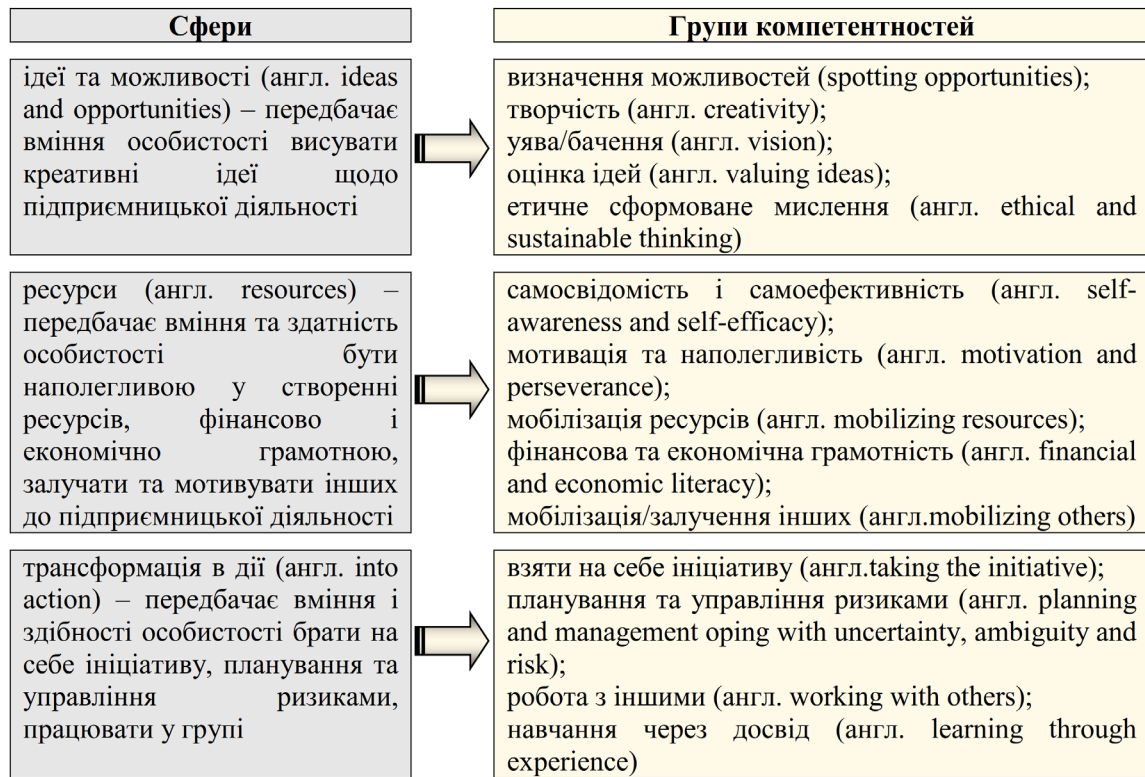 Сфери
Групи компетентностей
ідеї та можливості (англ. ideas
and opportunities) – передбачає
вміння особистості висувати
креативні ідеї щодо
підприємницької діяльності
визначення можливостей (spotting opportunities);
творчість (англ. creativity);
уява/бачення (англ. vision);
оцінка ідей (англ. valuing ideas);
етичне сформоване мислення (англ. ethical and
sustainable thinking)
ресурси (англ. resources) –
передбачає вміння та здатність
особистості бути
наполегливою у створенні
ресурсів, фінансово і
економічно грамотною,
залучати та мотивувати інших
до підприємницької діяльності
самосвідомість і самоефективність (англ. self-
awareness and self-efficacy);
мотивація та наполегливість (англ. motivation and
perseverance);
мобілізація ресурсів (англ. mobilizing resources);
фінансова та економічна грамотність (англ. financial
and economic literacy);
мобілізація/залучення інших (англ.mobilizing others)
трансформація в дії (англ. into
action) – передбачає вміння і
здібності особистості брати на
себе ініціативу, планування та
управління ризиками,
працювати у групі
взяти на себе ініціативу (англ.taking the initiative);
планування та управління ризиками (англ. planning
and management oping with uncertainty, ambiguity and
risk);
робота з іншими (англ. working with others);
навчання через досвід (англ. learning through
experience)